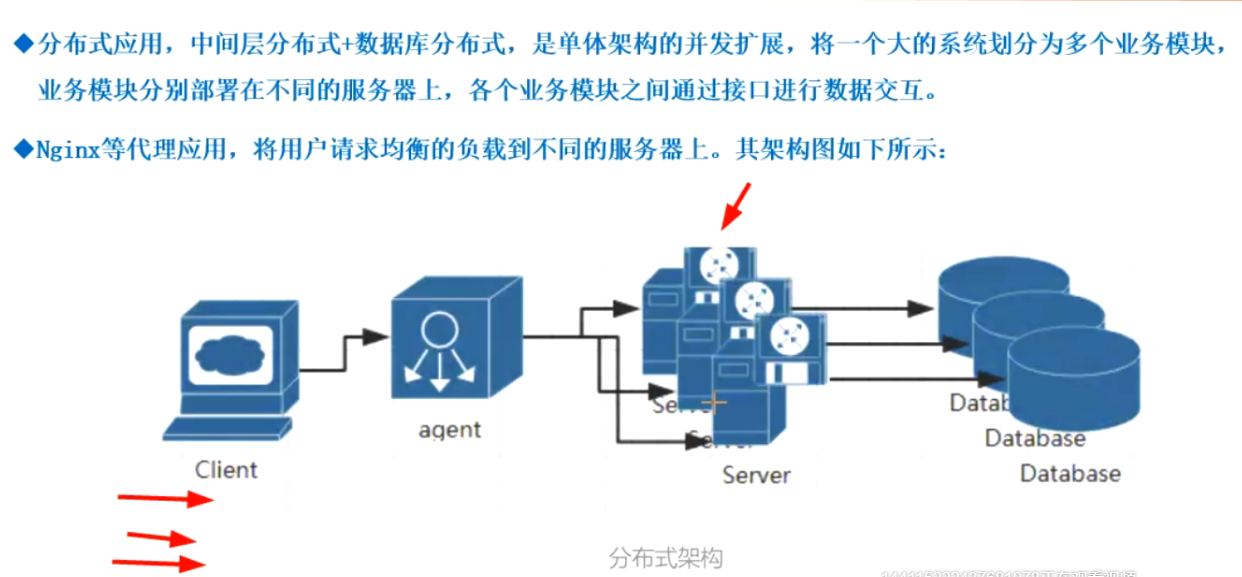 ◆分布式应用，中间层分布式+数据库分布式，是单体架构的并发扩展，将一个大的系统划分为多个业务模块，
业务模块分别部署在不同的服务器上，各个业务模块之间通过接口进行数据交互。
◆Nginx等代理应用，将用户请求均衡的负载到不同的服务器上。其架构图如下所示：
agent
Client
Server
Database
Database
分布式架构